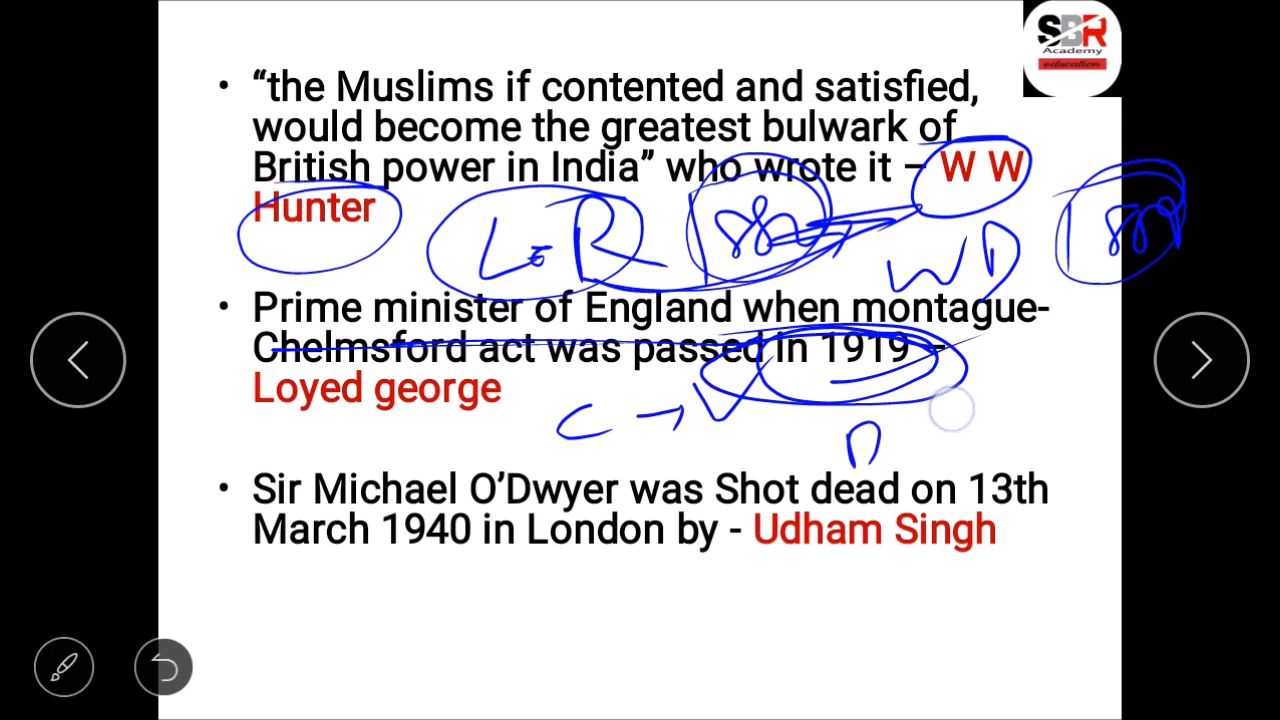 SBR
Academy
education
• “the Muslims if contented and satisfied,
would become the greatest bulwark of
British power in India” who wrote it – W W
Hunter
L=R
WD
• Prime minister of England when montague-
Chelmsford act was passed in 1919 –
Loyed george
C → V
D
• Sir Michael O’Dwyer was Shot dead on 13th
March 1940 in London by - Udham Singh